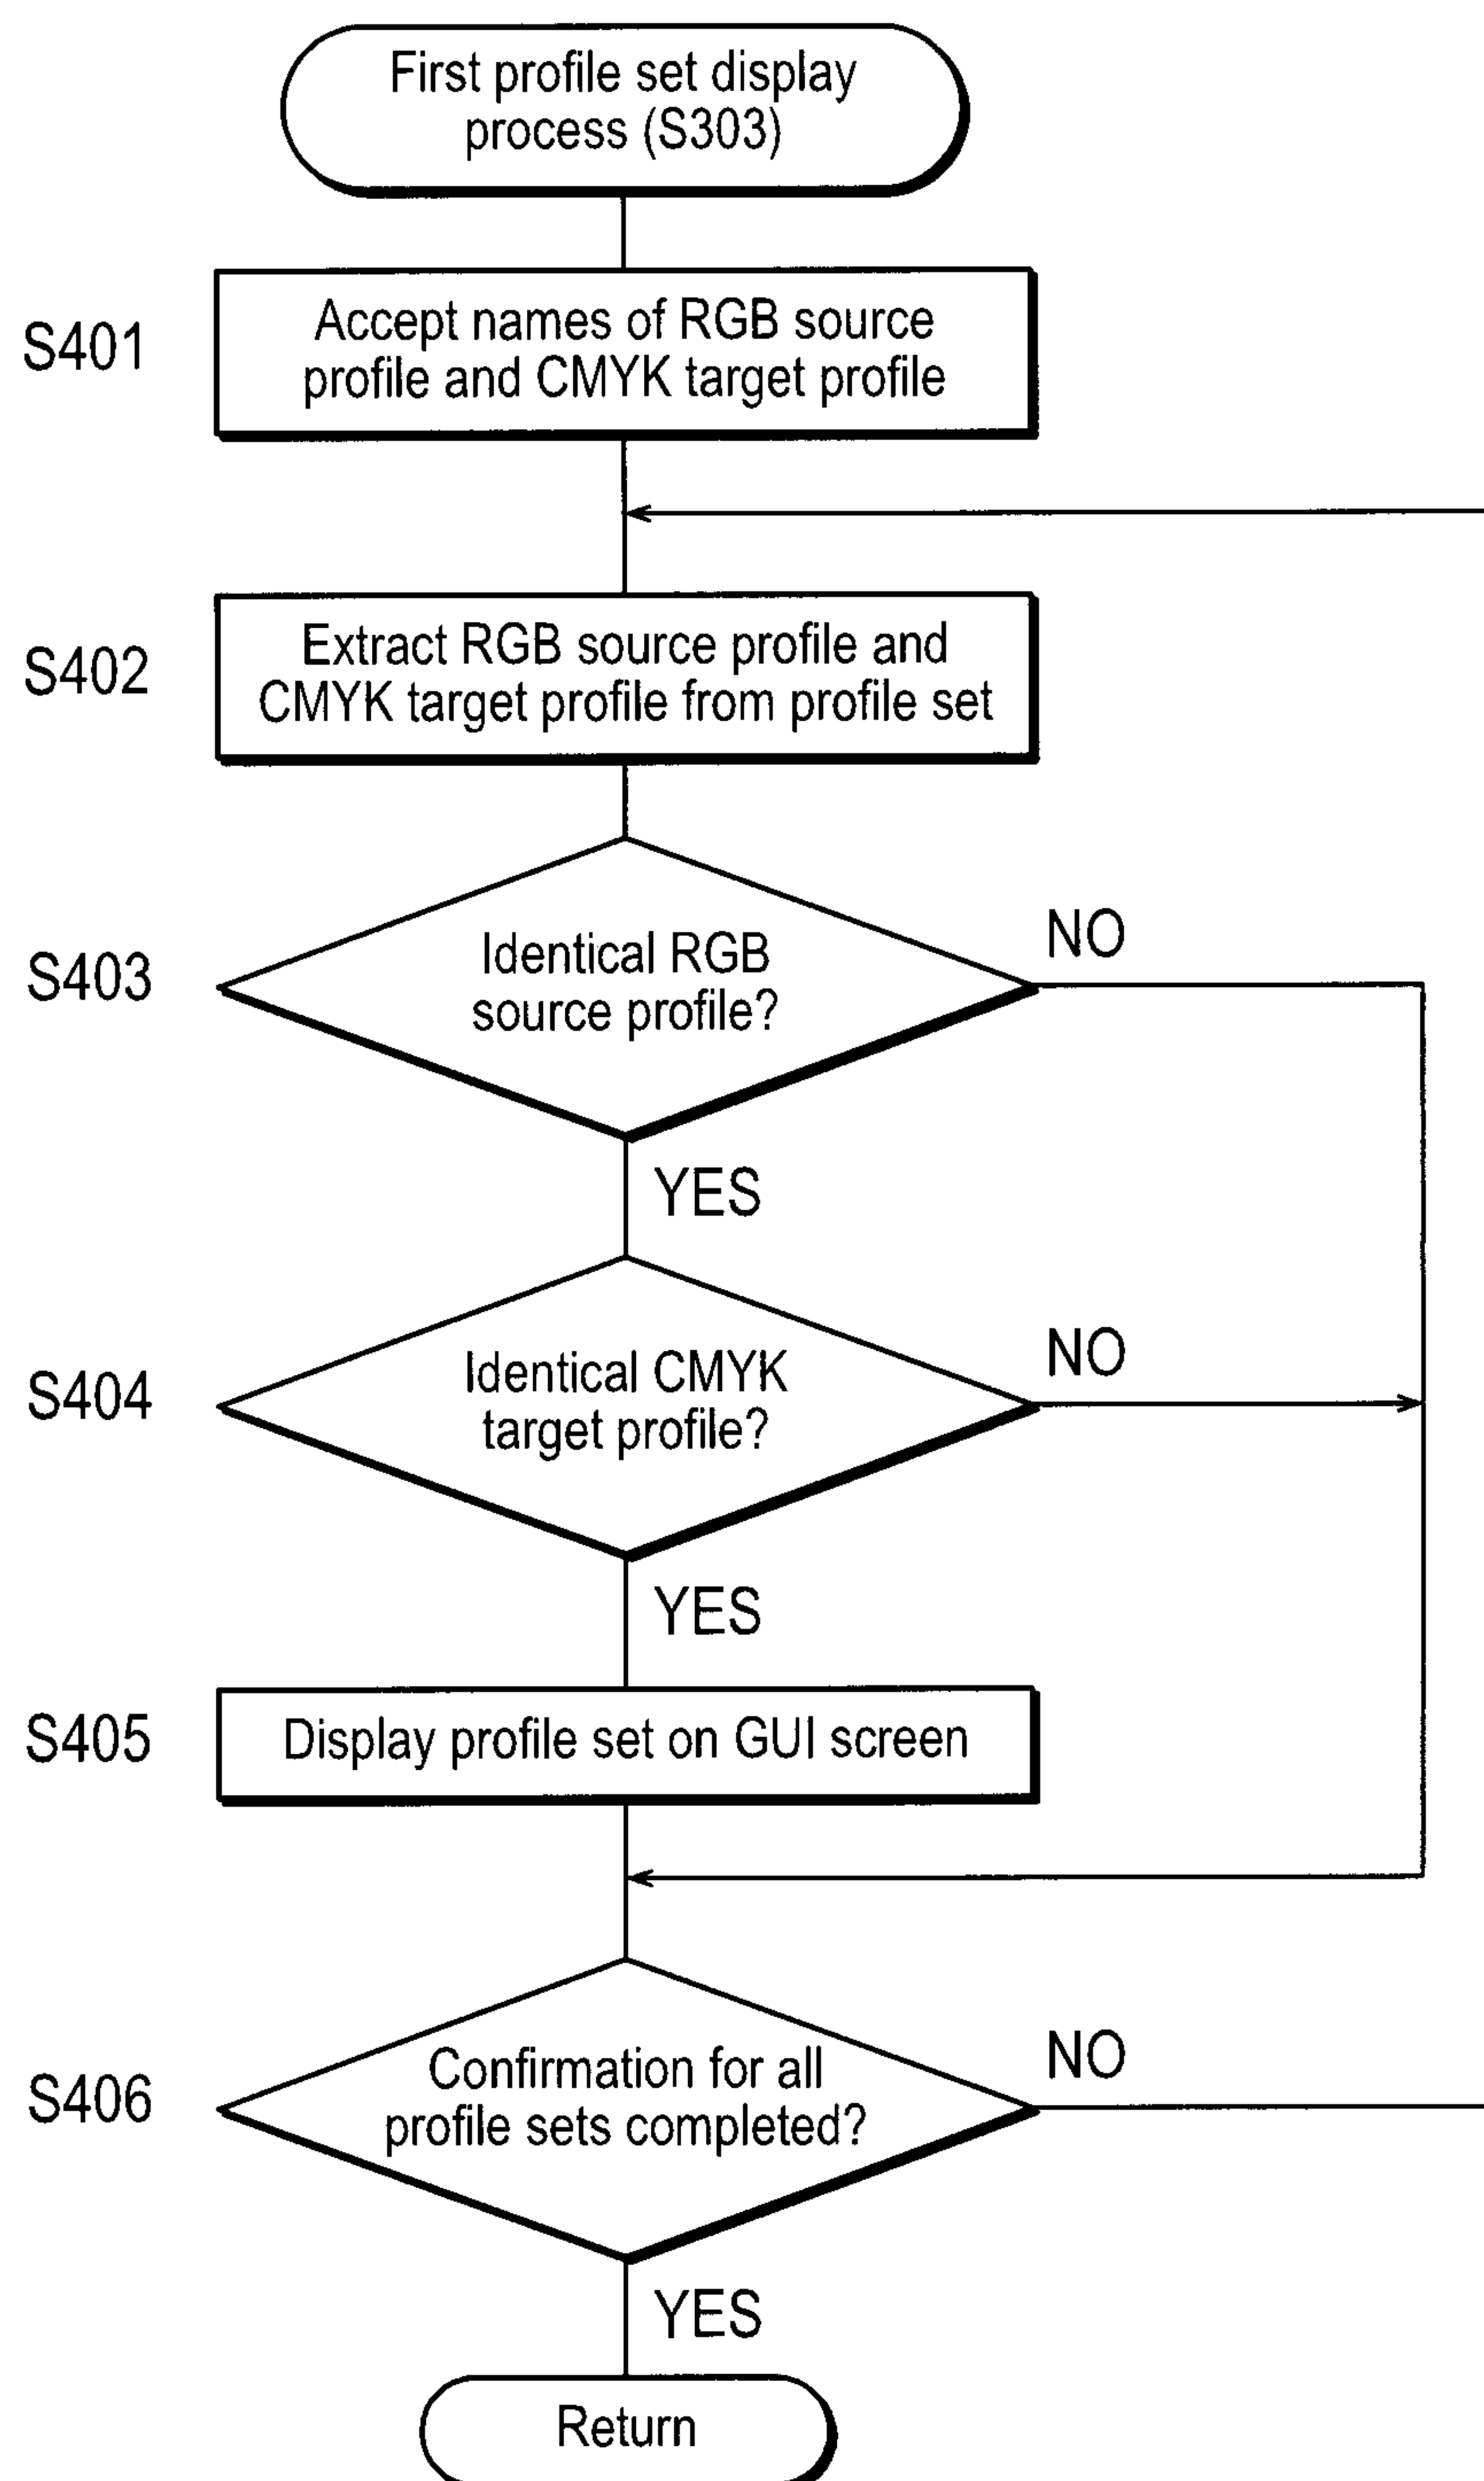 First profile set display
process (S303)
S401
Accept names of RGB source
profile and CMYK target profile
S402
Extract RGB source profile and
CMYK target profile from profile set
S403
Identical RGB
source profile?
NO
YES
S404
Identical CMYK
target profile?
NO
YES
S405
Display profile set on GUI screen
S406
Confirmation for all
profile sets completed?
NO
YES
Return